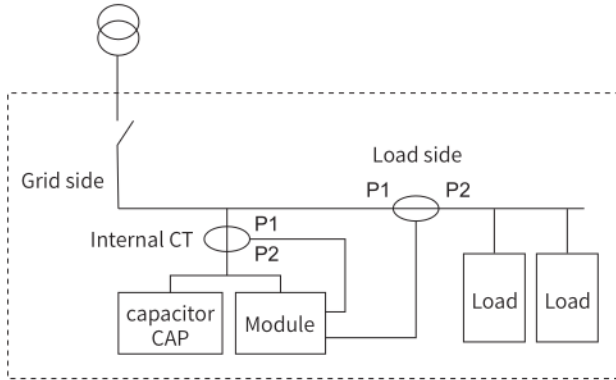 Load side
Grid side
P1
P2
Internal CT
P1
P2
capacitor
CAP
Module
Load
Load